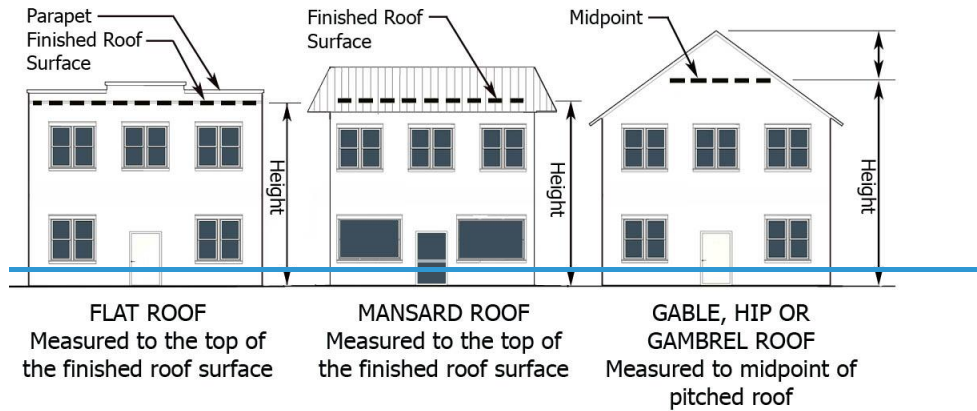 Parapet
Finished Roof
Surface
Finished Roof
Surface
Midpoint
Height
Height
Height
FLAT ROOF
Measured to the top of
the finished roof surface
MANSARD ROOF
Measured to the top of
the finished roof surface
GABLE, HIP OR
GAMBREL ROOF
Measured to midpoint of
pitched roof